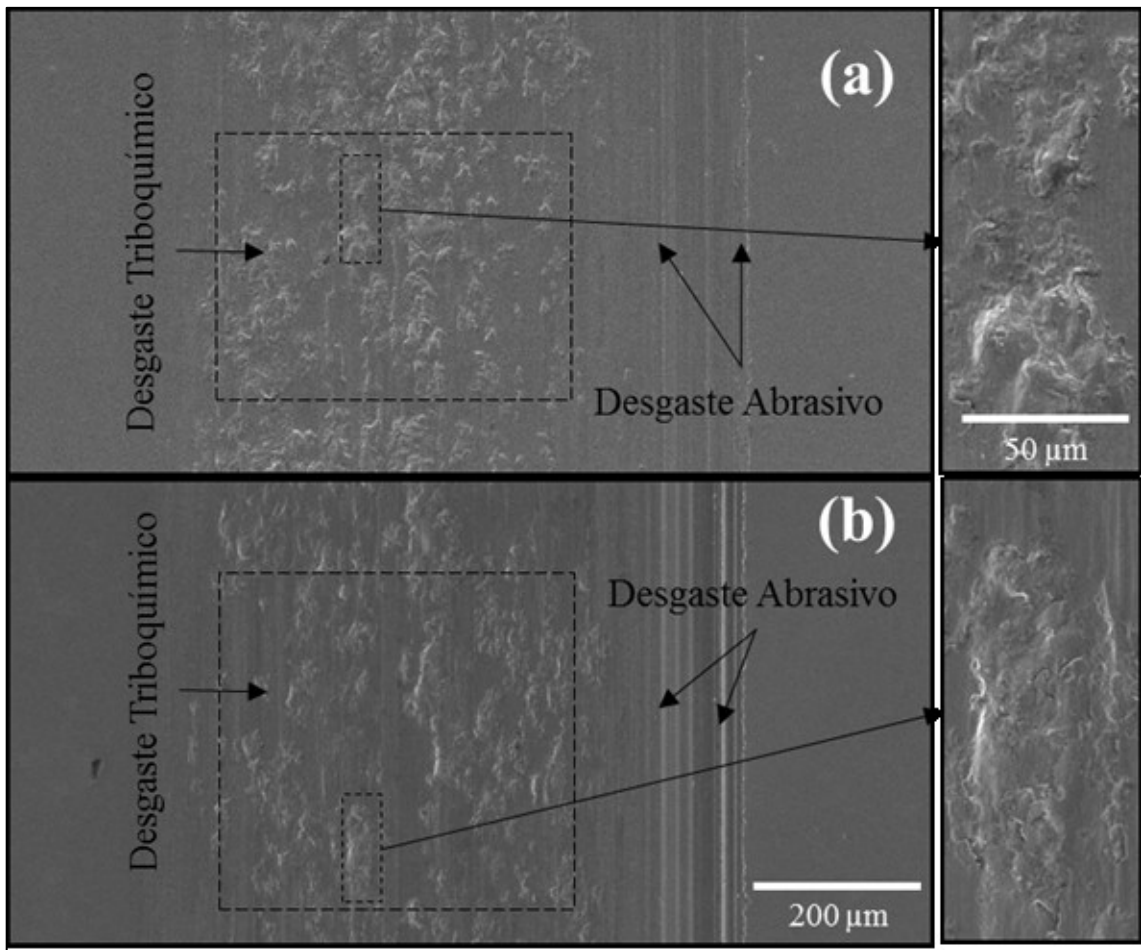 (a)
Desgaste Triboquímico
Desgaste Abrasivo
50 µm
(b)
Desgaste Triboquímico
Desgaste Abrasivo
200 µm